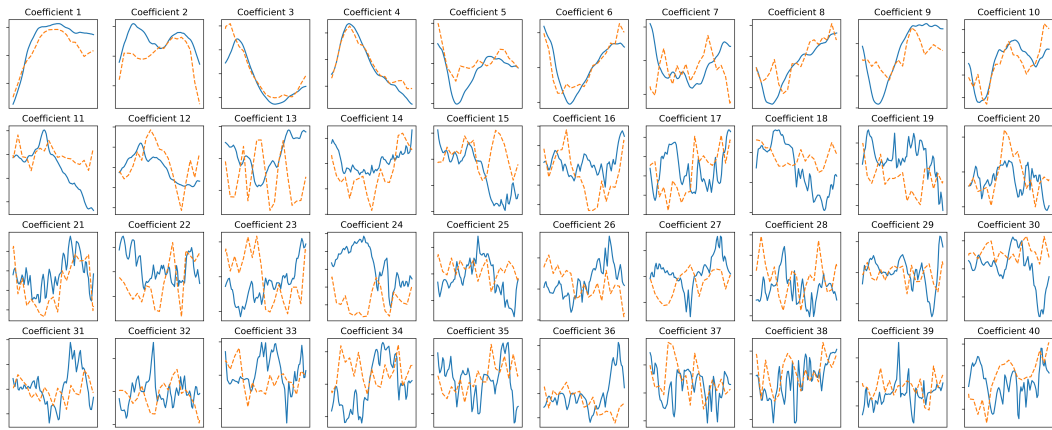 Coefficient 1
Coefficient 2
Coefficient 3
Coefficient 4
Coefficient 5
Coefficient 6
Coefficient 7
Coefficient 8
Coefficient 9
Coefficient 10
Coefficient 11
Coefficient 12
Coefficient 13
Coefficient 14
Coefficient 15
Coefficient 16
Coefficient 17
Coefficient 18
Coefficient 19
Coefficient 20
Coefficient 21
Coefficient 22
Coefficient 23
Coefficient 24
Coefficient 25
Coefficient 26
Coefficient 27
Coefficient 28
Coefficient 29
Coefficient 30
Coefficient 31
Coefficient 32
Coefficient 33
Coefficient 34
Coefficient 35
Coefficient 36
Coefficient 37
Coefficient 38
Coefficient 39
Coefficient 40